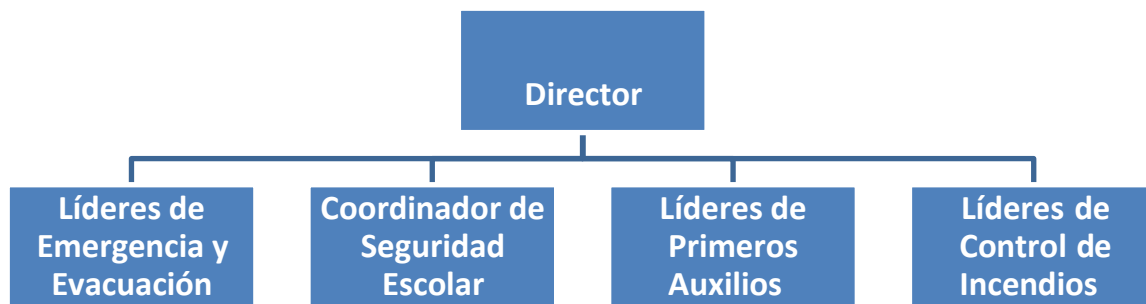 Director
Líderes de
Emergencia y
Evacuación
Coordinador de
Seguridad
Escolar
Líderes de
Primeros
Auxilios
Líderes de
Control de
Incendios